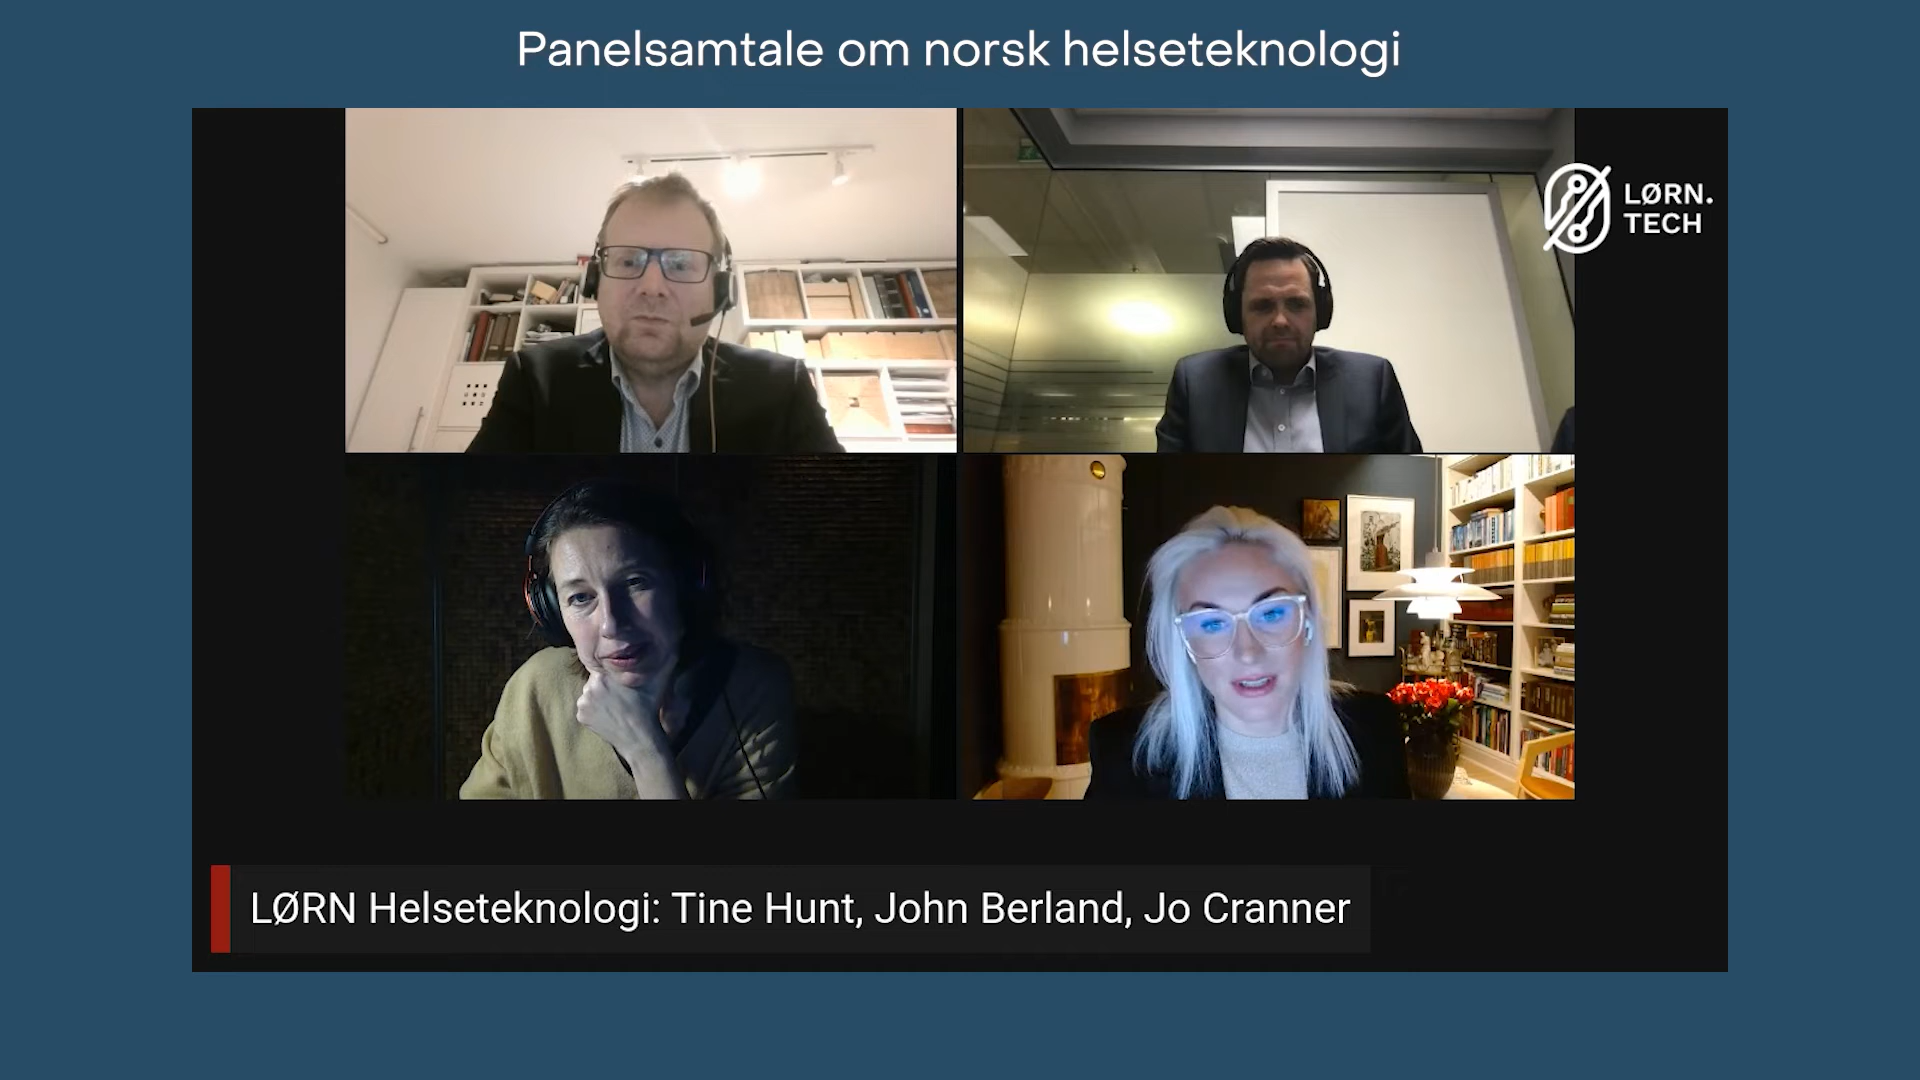 Panelsamtale om norsk helseteknologi
LØRN.
TECH
LØRN Helseteknologi: Tine Hunt, John Berland, Jo Cranner